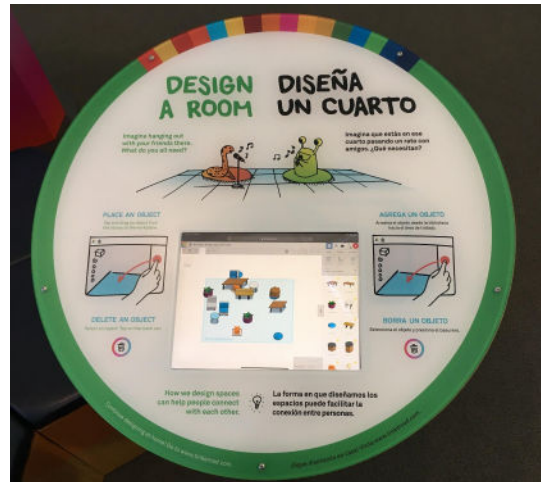 DESIGN
A ROOM
DISEÑA
UN CUARTO
Imagine hanging out
with your friends there.
What do you all need?
Imagina que estás en ese
cuarto pasando un rato con
amigos. ¿Qué necesitan?
PLACE AN OBJECT
AGREGA UN OBJETO
DELETE AN OBJECT
BORRA UN OBJETO
How we design spaces
can help people connect
with each other.
La forma en que diseñamos los
espacios puede facilitar la
conexión entre personas.